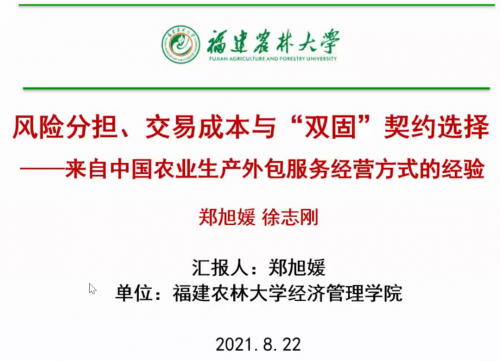 福建农林大学
FUJIAN AGRICULTURE AND FORESTRY UNIVERSITY
风险分担、交易成本与“双固”契约选择
——来自中国农业生产外包服务经营方式的经验
郑旭媛 徐志刚
汇报人：郑旭媛
单位：福建农林大学经济管理学院
2021.8.22